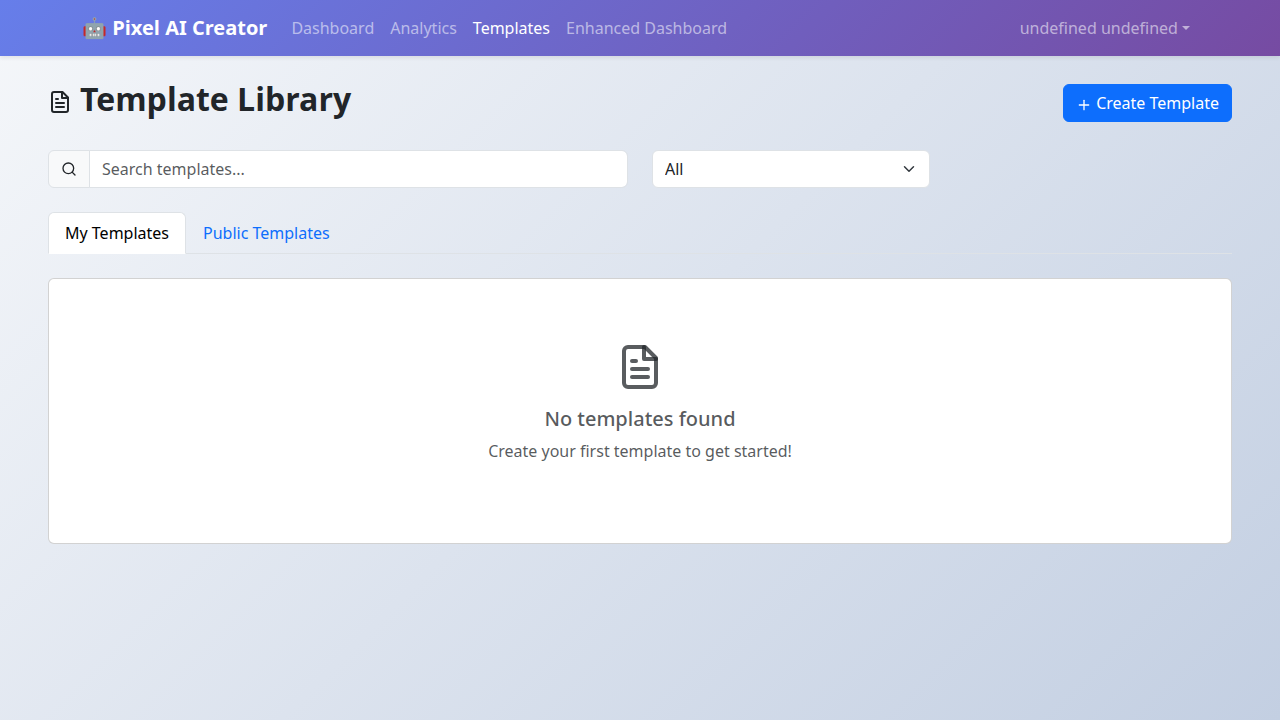 🤖 Pixel AI Creator Dashboard Analytics Templates Enhanced Dashboard undefined undefined
Template Library
+ Create Template
Search templates...
All
My Templates Public Templates
No templates found
Create your first template to get started!